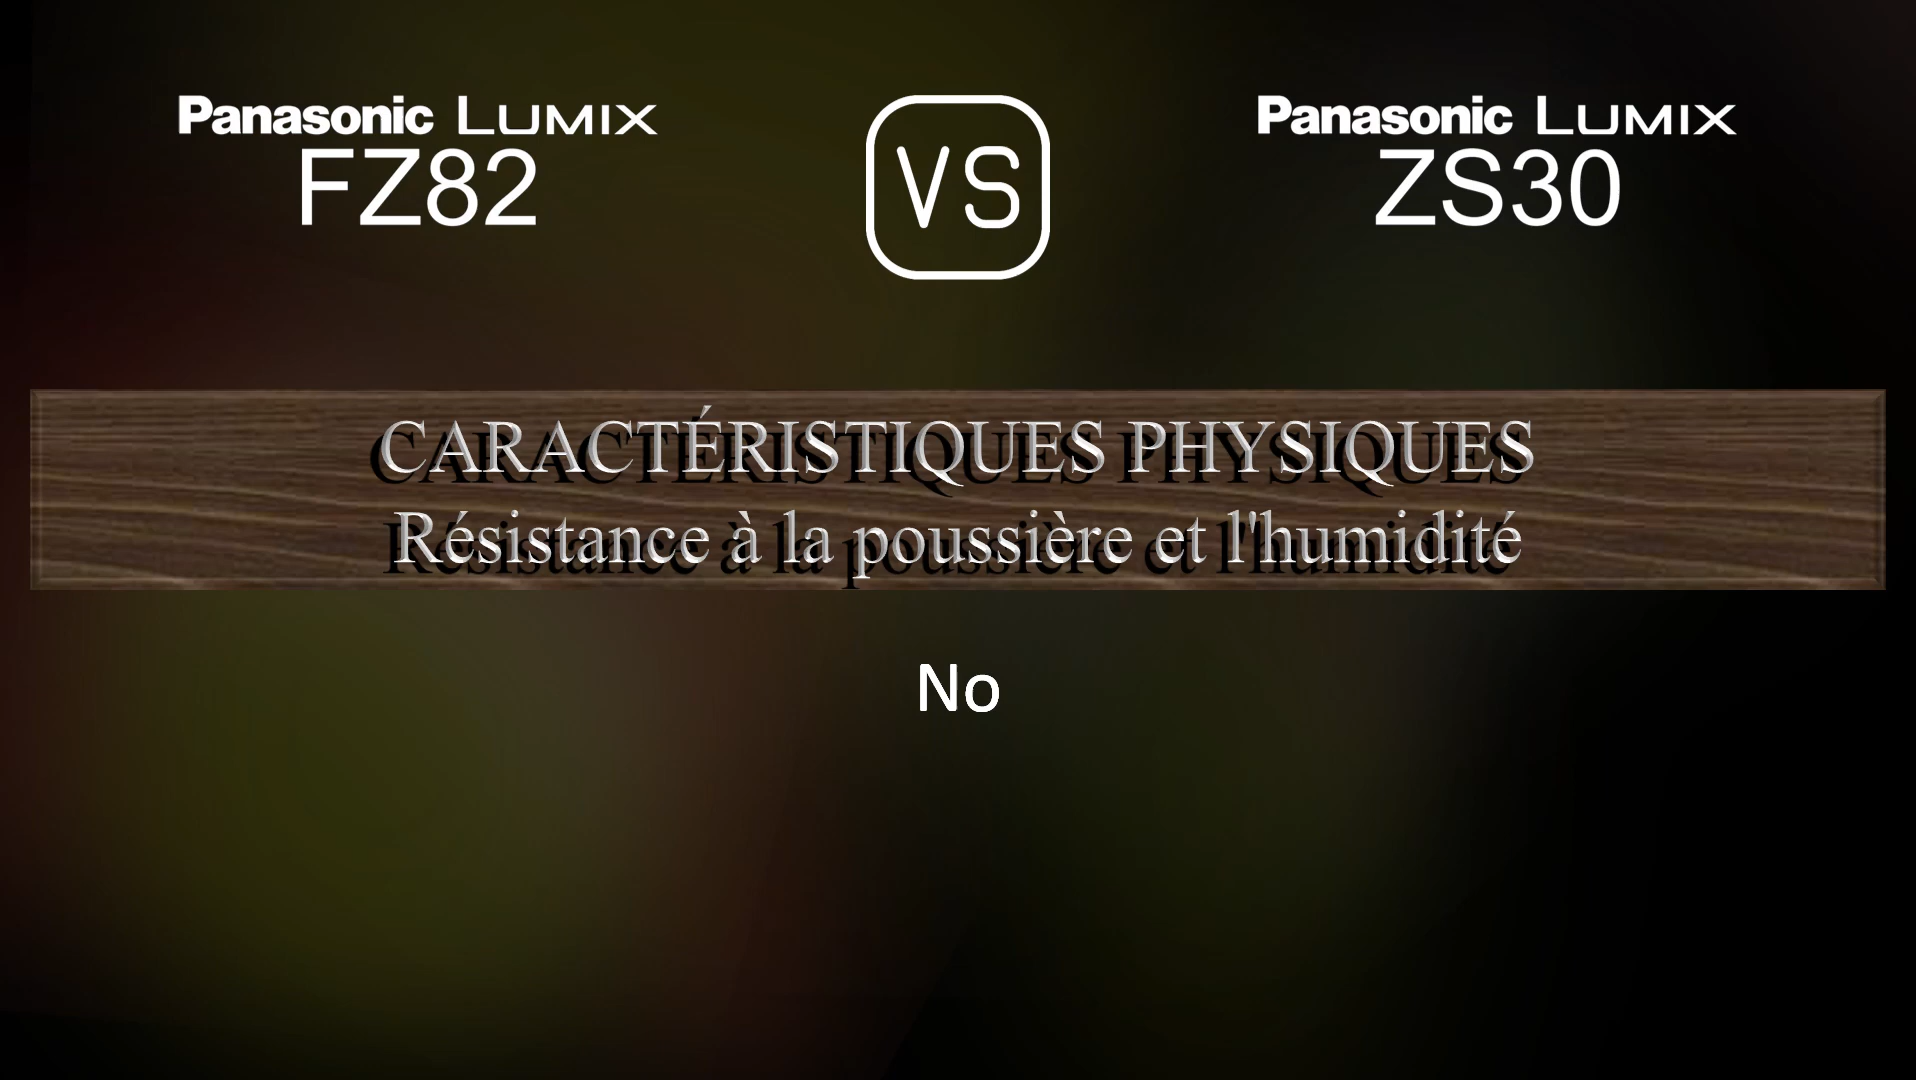 Panasonic LUMIX
FZ82
VS
Panasonic LUMIX
ZS30
CARACTÉRISTIQUES PHYSIQUES
Résistance à la poussière et l'humidité
No